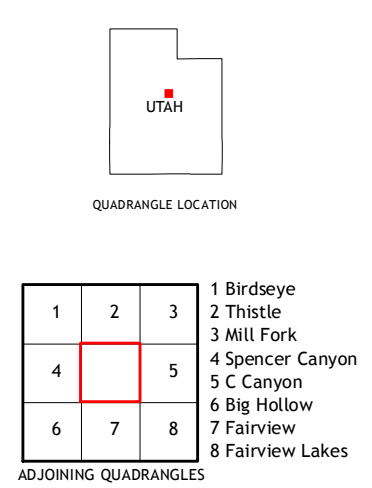 UTAH
QUADRANGLE LOCATION
1 2 3
4 5
6 7 8
1 Birdseye
2 Thistle
3 Mill Fork
4 Spencer Canyon
5 C Canyon
6 Big Hollow
7 Fairview
8 Fairview Lakes
ADJOINING QUADRANGLES